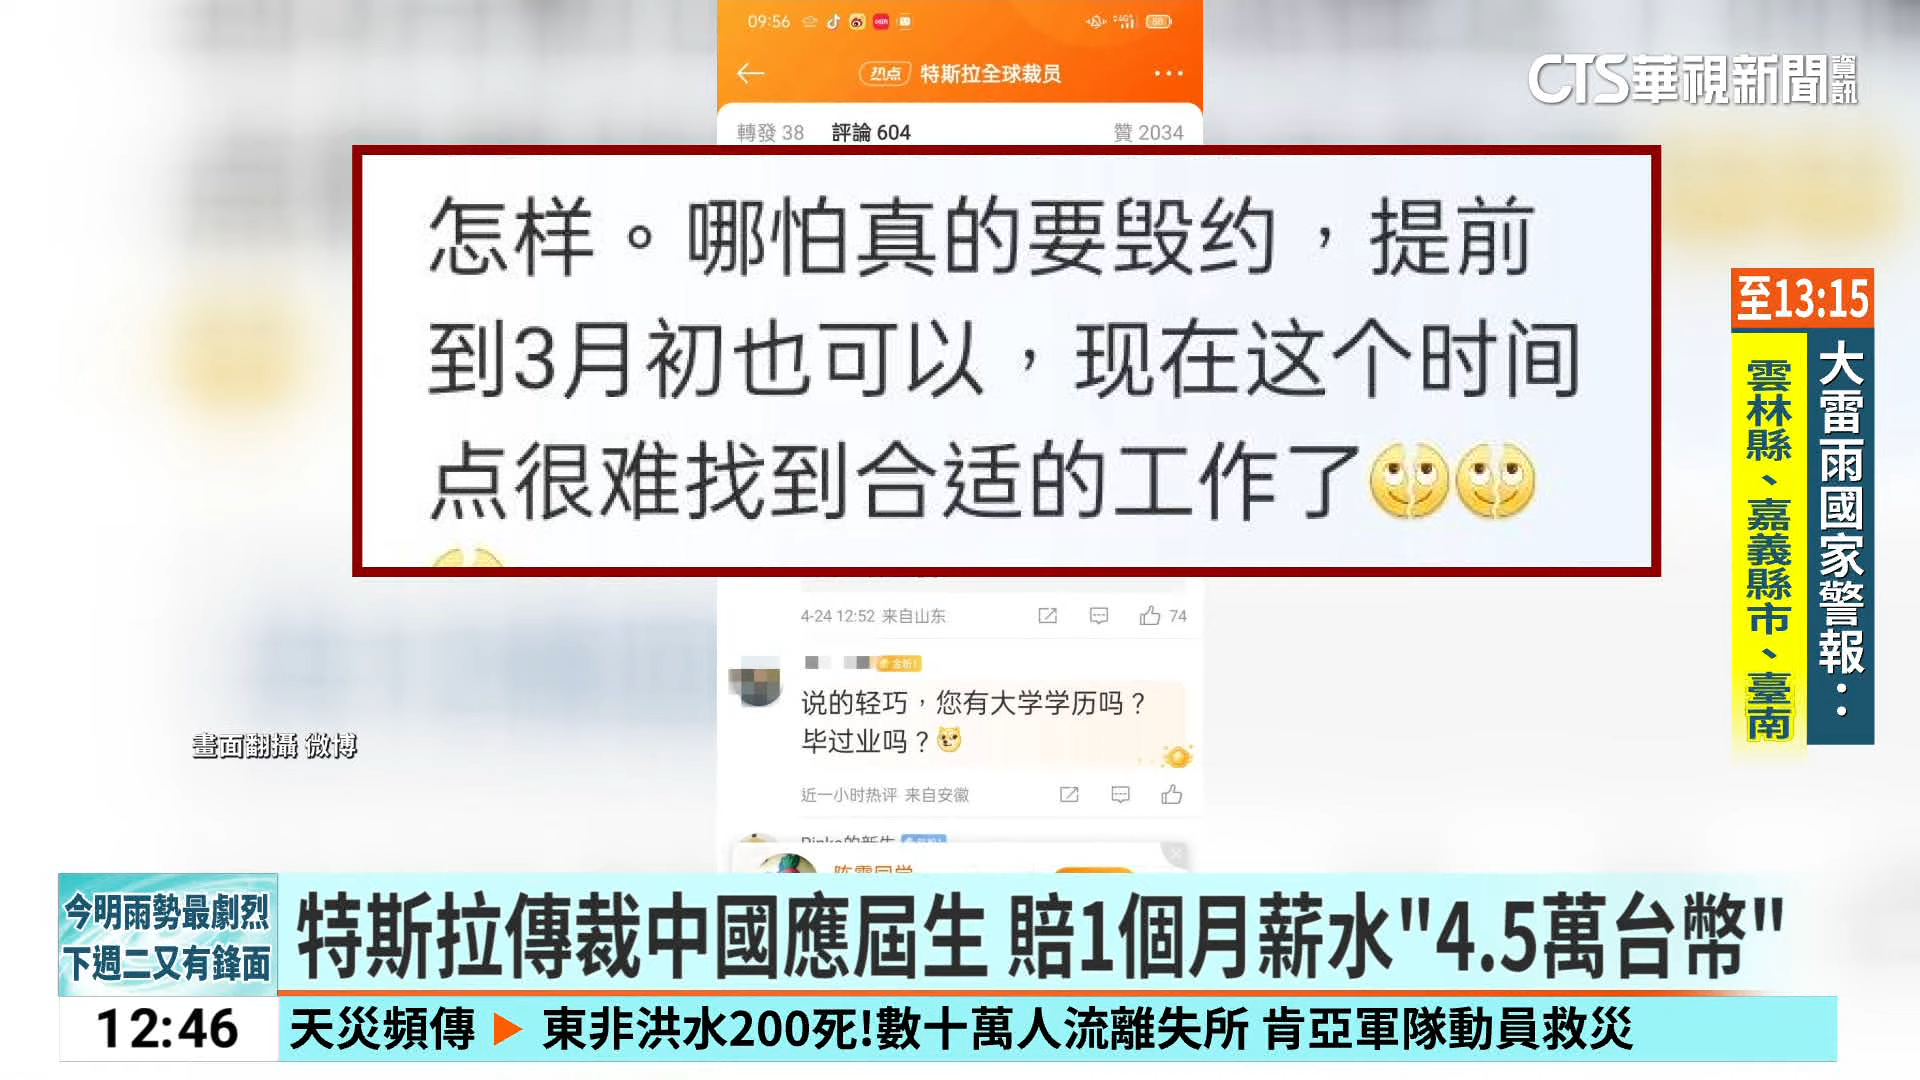 09:56
88
热点 特斯拉全球裁员
CTS華視新聞資訊
轉發 38 評論 604 贊 2034
怎样。哪怕真的要毁约，提前
到3月初也可以，现在这个时间
点很难找到合适的工作了
4-24 12:52 来自山东 74
金粉!
说的轻巧，您有大学学历吗？
毕过业吗？
近一小时热评 来自安徽
畫面翻攝 微博
至13:15
大雷雨國家警報：
雲林縣、嘉義縣市、臺南
今明雨勢最劇烈
下週二又有鋒面
特斯拉傳裁中國應屆生 賠1個月薪水"4.5萬台幣"
12:46
天災頻傳▶東非洪水200死!數十萬人流離失所 肯亞軍隊動員救災